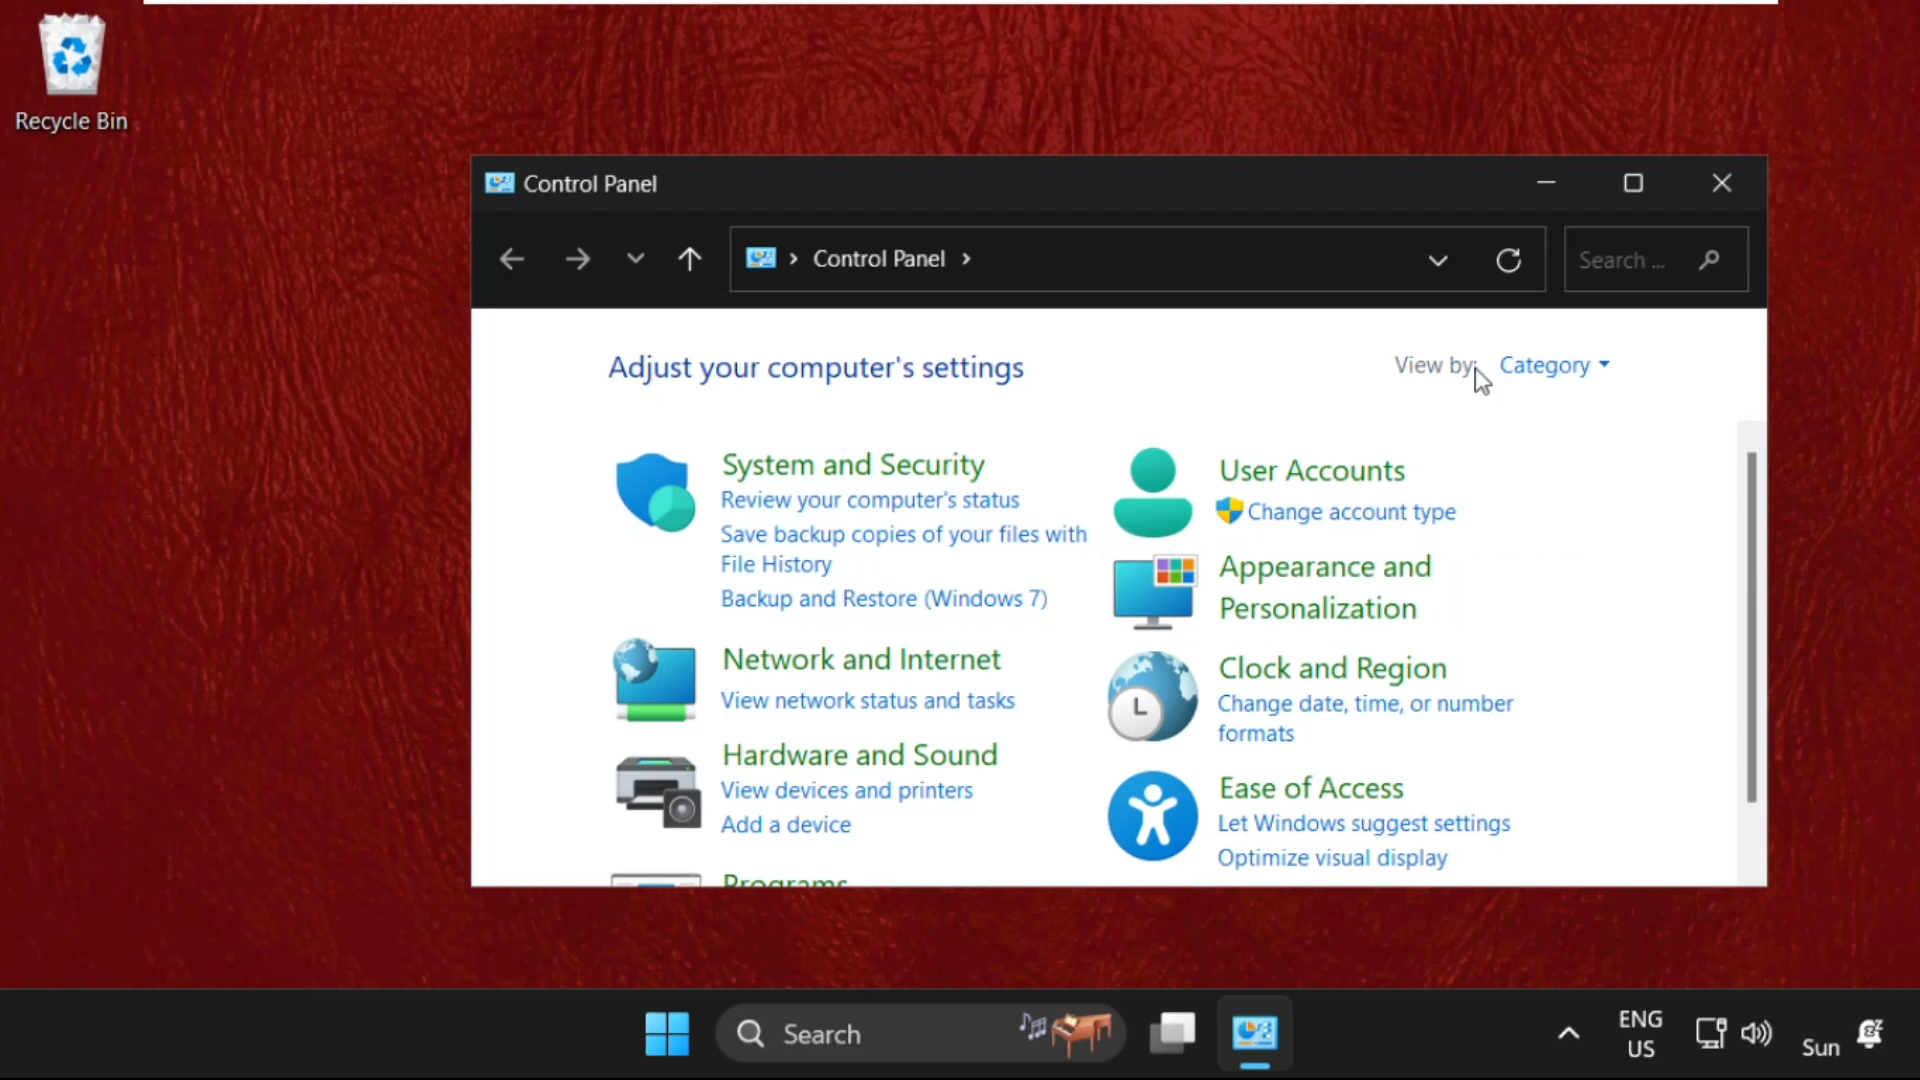 Recycle Bin
Control Panel
Control Panel
Search ...
Adjust your computer's settings
View by:
Category
System and Security
Review your computer's status
Save backup copies of your files with
File History
Backup and Restore (Windows 7)
Network and Internet
View network status and tasks
Hardware and Sound
View devices and printers
Add a device
Programs
User Accounts
Change account type
Appearance and
Personalization
Clock and Region
Change date, time, or number
formats
Ease of Access
Let Windows suggest settings
Optimize visual display
Search
ENG
US
Sun